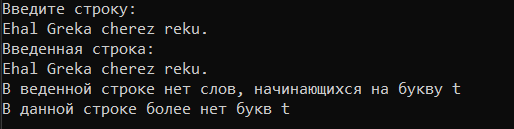 Введите строку:
Ehal Greka cherez reku.
Введенная строка:
Ehal Greka cherez reku.
В веденной строке нет слов, начинающихся на букву t
В данной строке более нет букв t